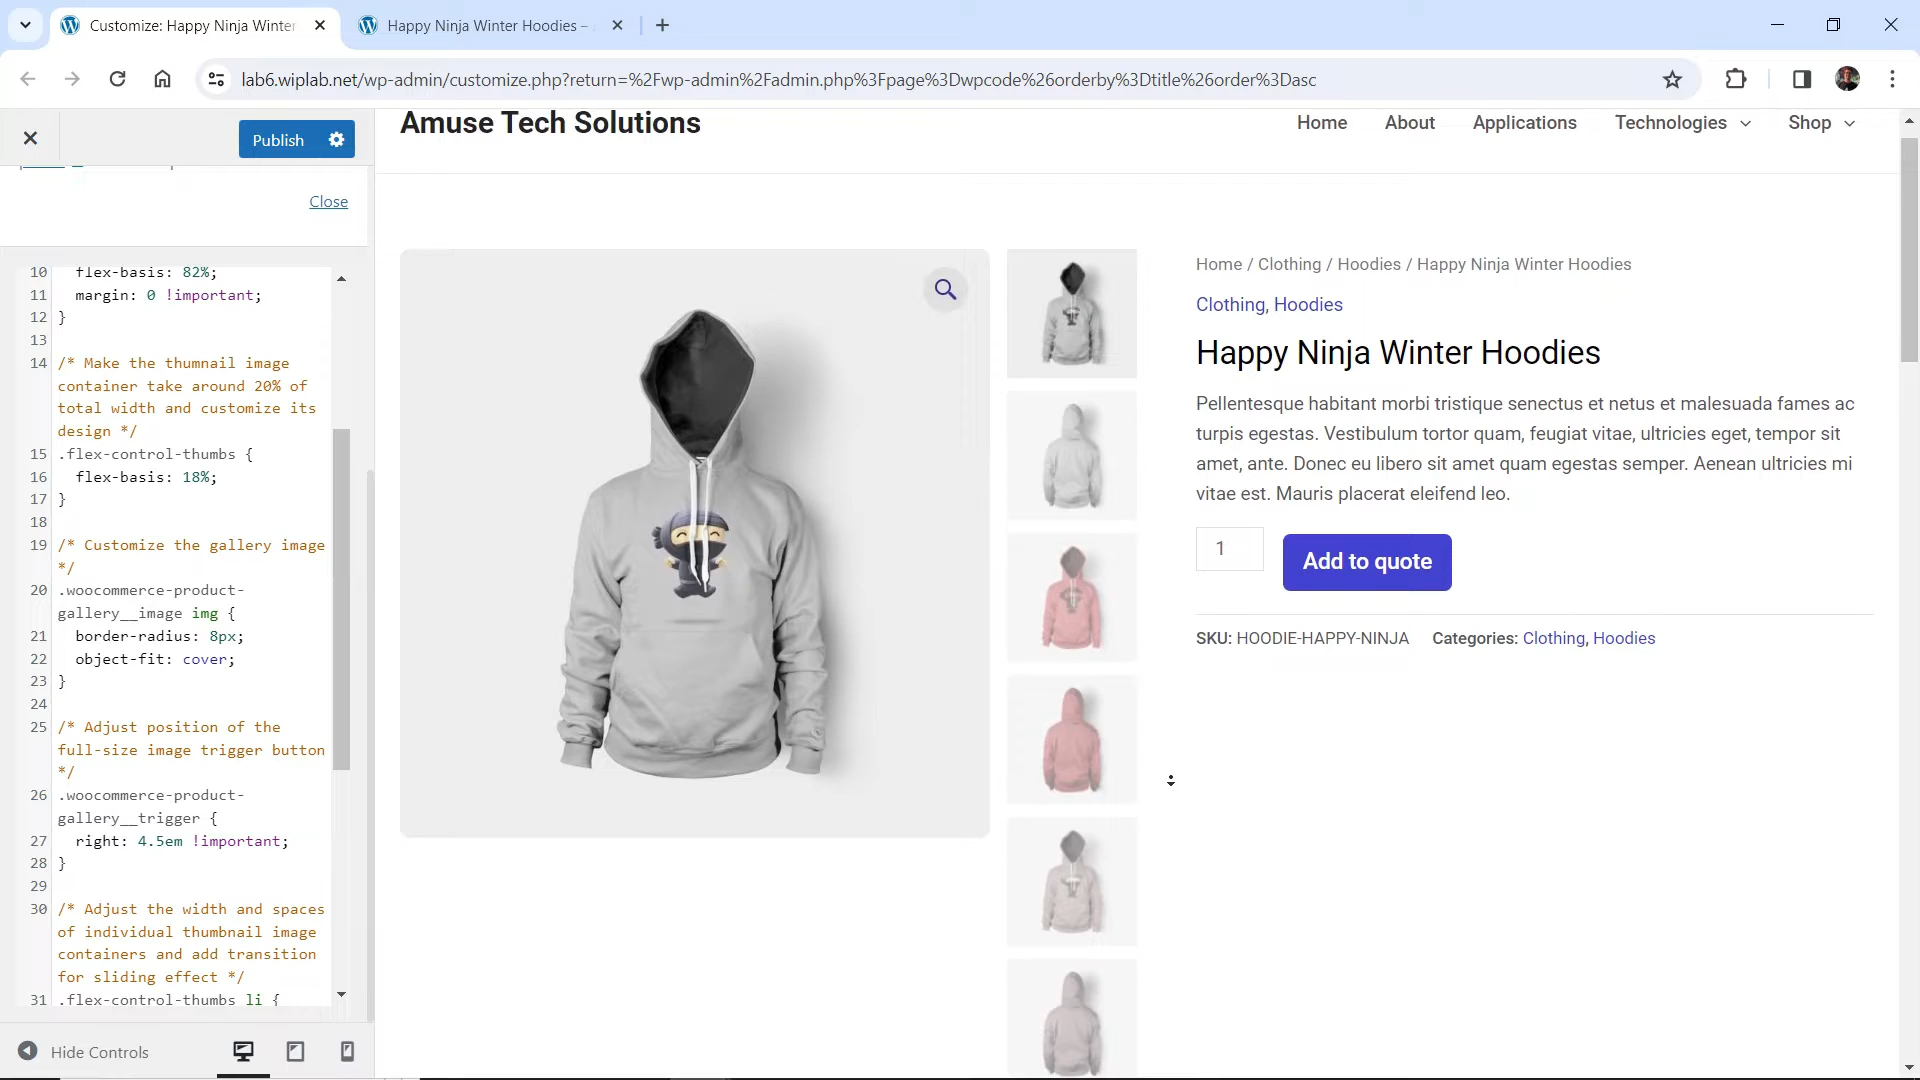 Customize: Happy Ninja Winter
Happy Ninja Winter Hoodies –
lab6.wiplab.net/wp-admin/customize.php?return=%2Fwp-admin%2Fadmin.php%3Fpage%3Dwpcode%26orderby%3Dtitle%26order%3Dasc
Publish
Close
10 flex-basis: 82%;
11 margin: 0 !important;
12 }
13
14 /* Make the thumnail image
container take around 20% of
total width and customize its
design */
15 .flex-control-thumbs {
16 flex-basis: 18%;
17 }
18
19 /* Customize the gallery image
*/
20 .woocommerce-product-
gallery__image img {
21 border-radius: 8px;
22 object-fit: cover;
23 }
24
25 /* Adjust position of the
full-size image trigger button
*/
26 .woocommerce-product-
gallery__trigger {
27 right: 4.5em !important;
28 }
29
30 /* Adjust the width and spaces
of individual thumbnail image
containers and add transition
for sliding effect */
31 .flex-control-thumbs li {
Hide Controls
Amuse Tech Solutions
Home About Applications Technologies Shop
Home / Clothing / Hoodies / Happy Ninja Winter Hoodies
Clothing, Hoodies
Happy Ninja Winter Hoodies
Pellentesque habitant morbi tristique senectus et netus et malesuada fames ac
turpis egestas. Vestibulum tortor quam, feugiat vitae, ultricies eget, tempor sit
amet, ante. Donec eu libero sit amet quam egestas semper. Aenean ultricies mi
vitae est. Mauris placerat eleifend leo.
1 Add to quote
SKU: HOODIE-HAPPY-NINJA Categories: Clothing, Hoodies